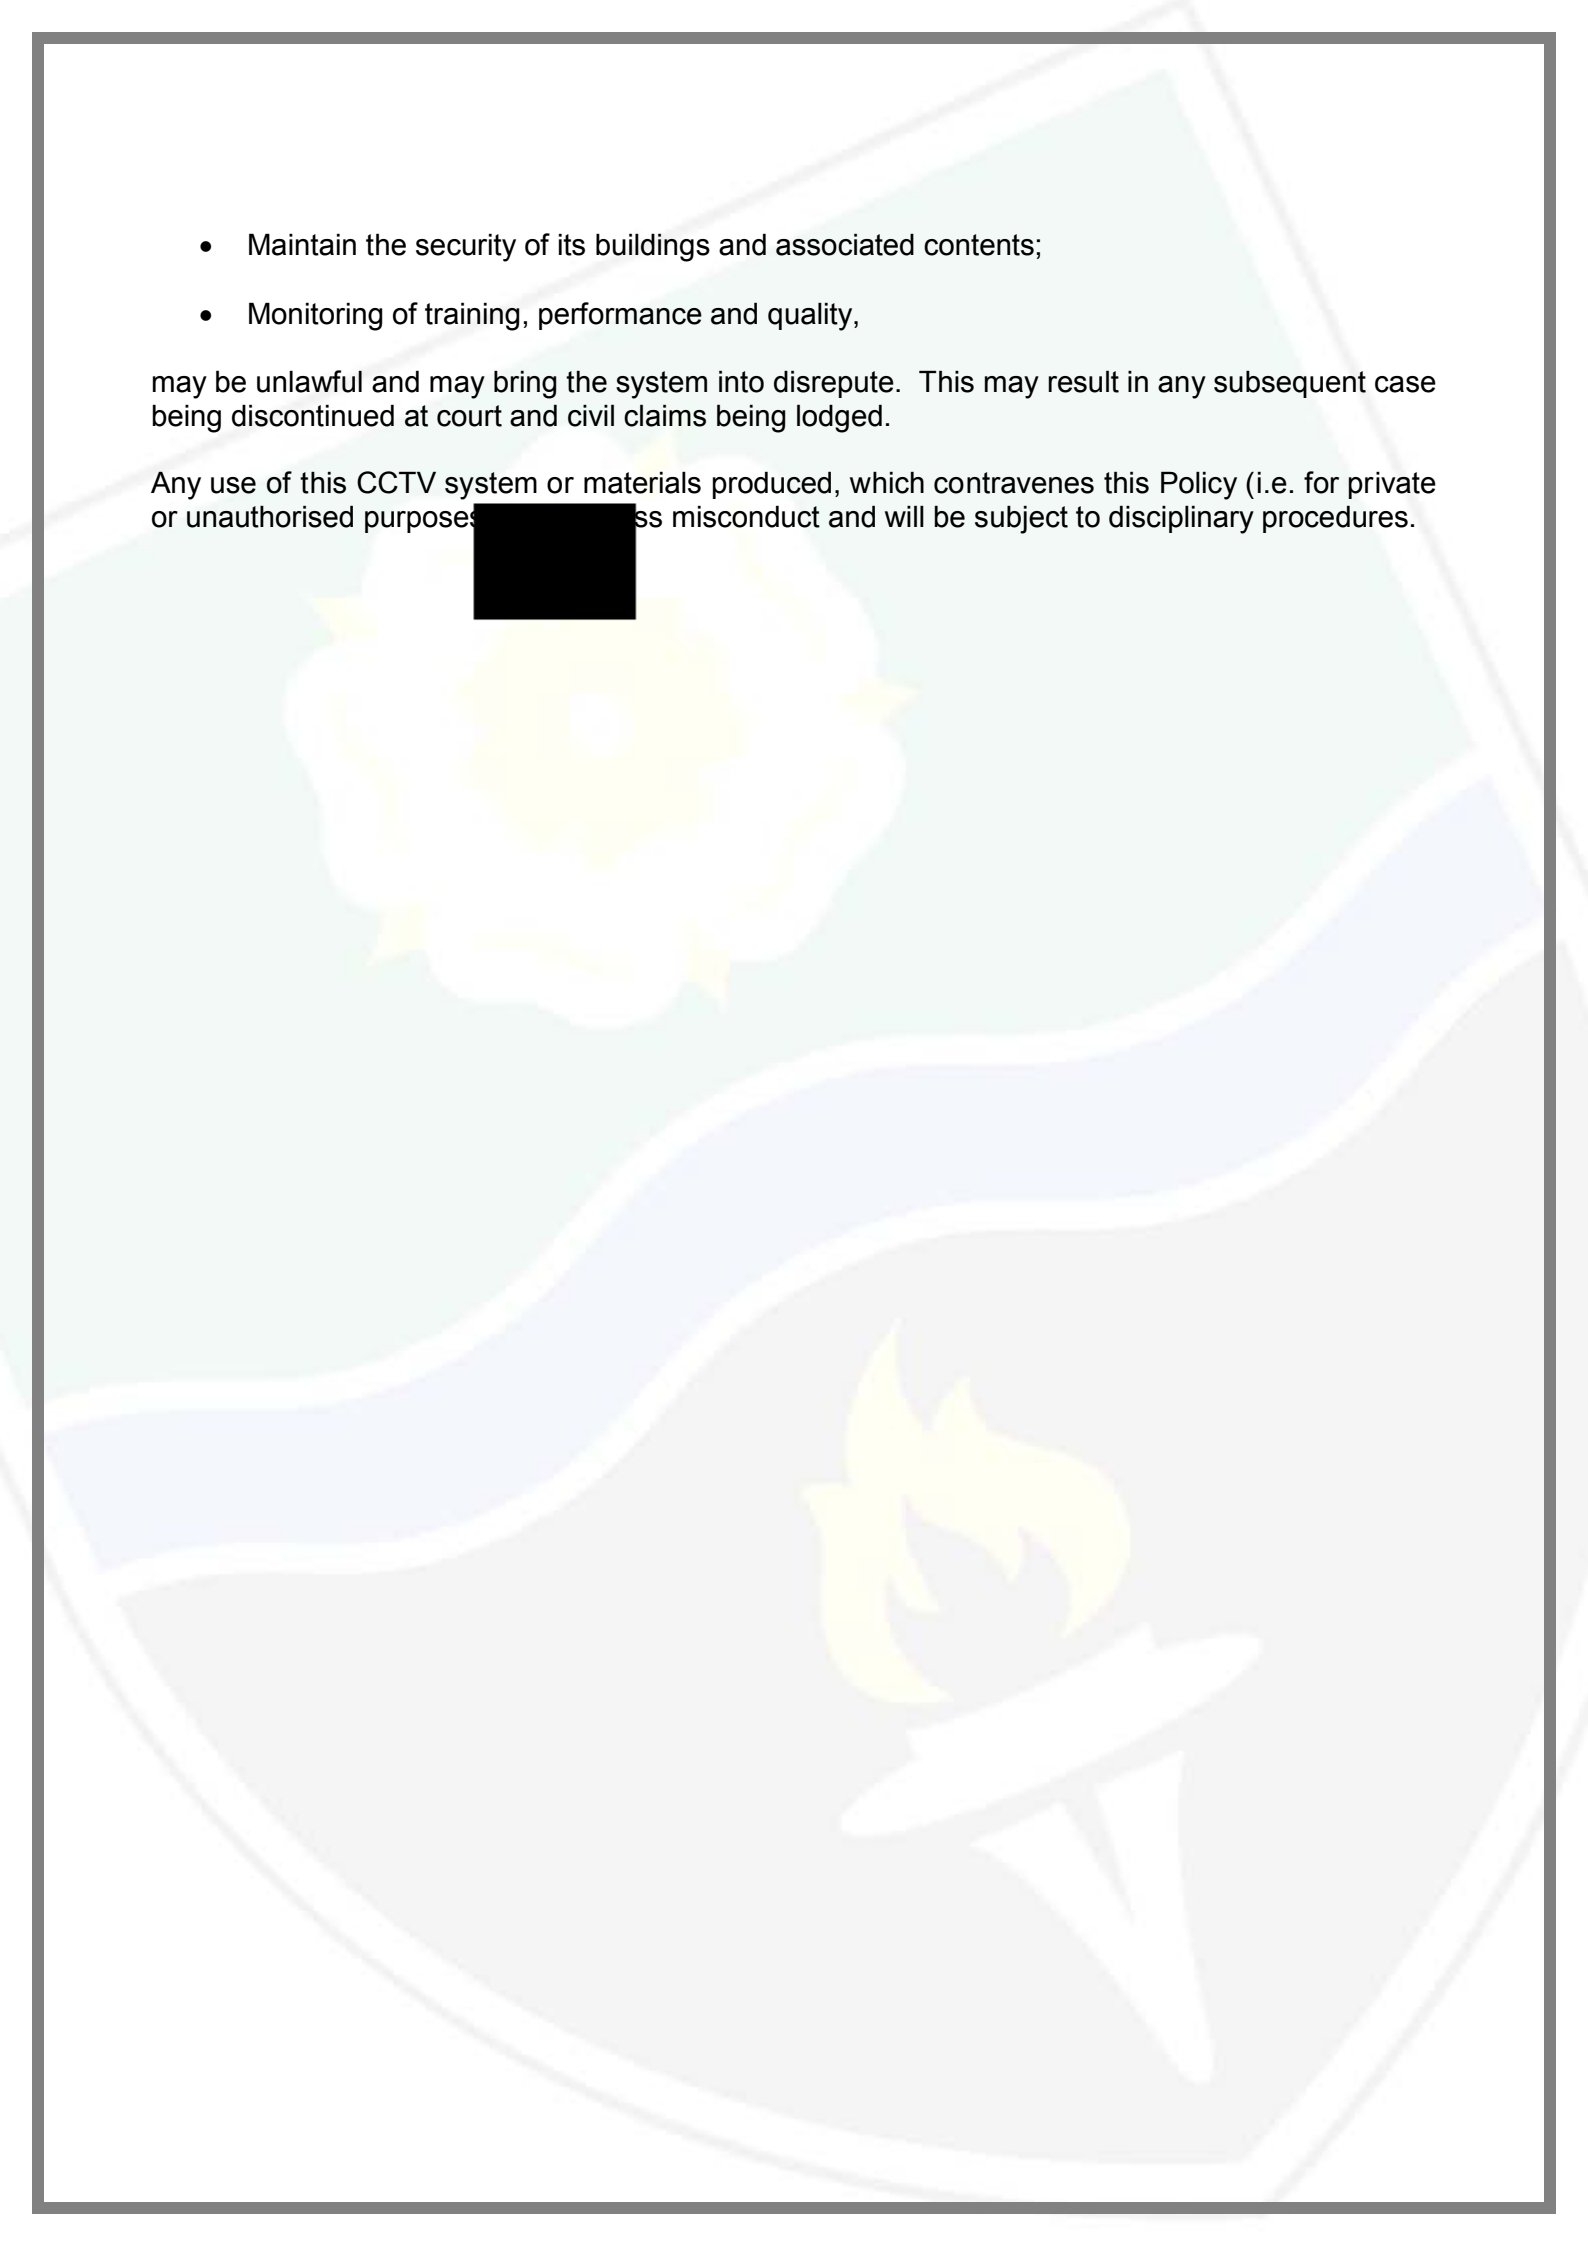 • Maintain the security of its buildings and associated contents;
• Monitoring of training, performance and quality,
may be unlawful and may bring the system into disrepute. This may result in any subsequent case
being discontinued at court and civil claims being lodged.
Any use of this CCTV system or materials produced, which contravenes this Policy (i.e. for private
or unauthorised purposes misconduct and will be subject to disciplinary procedures.